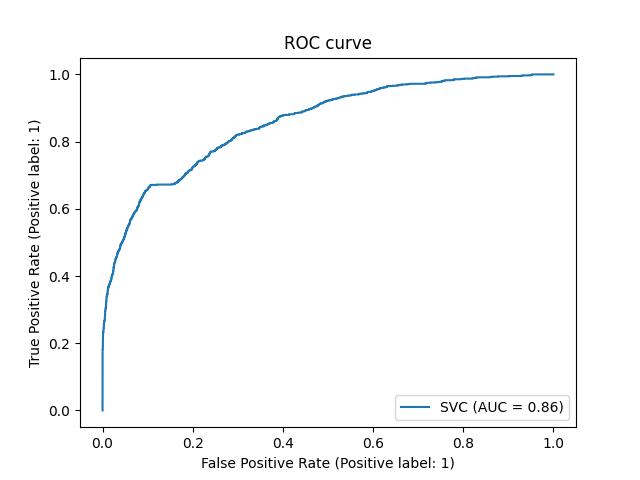 ROC curve
True Positive Rate (Positive label: 1)
1.0
0.8
0.6
0.4
0.2
0.0
SVC (AUC = 0.86)
0.0 0.2 0.4 0.6 0.8 1.0
False Positive Rate (Positive label: 1)